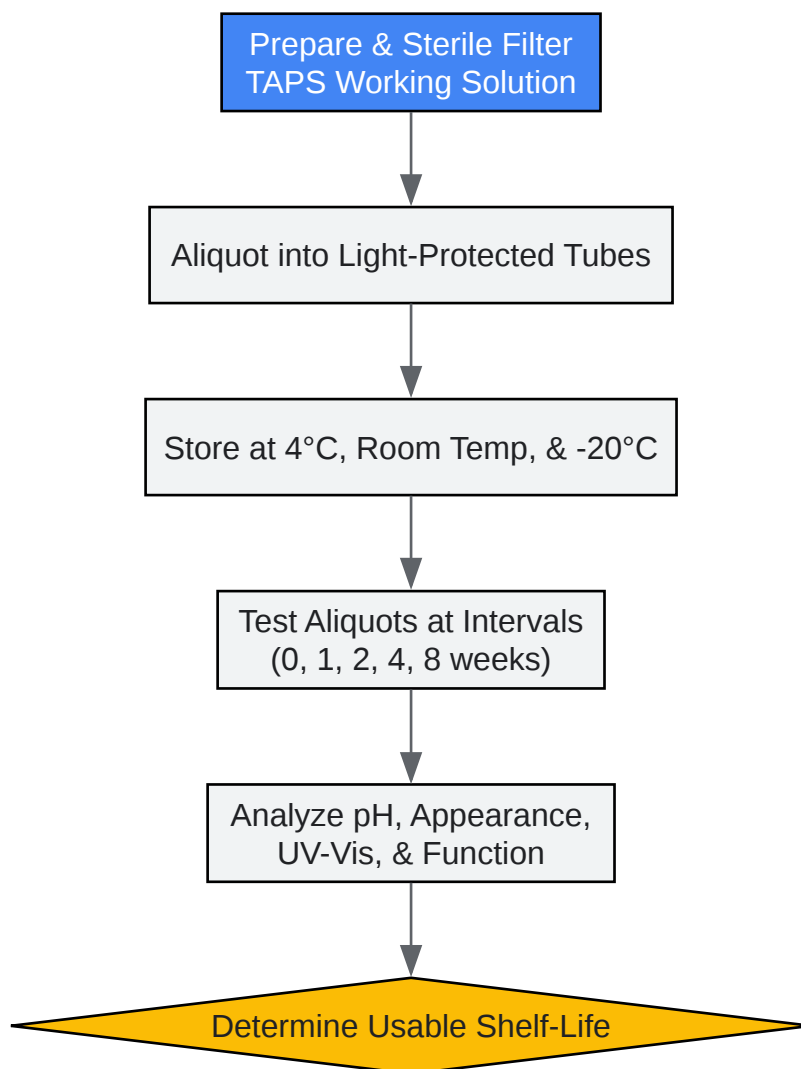 Prepare & Sterile Filter
TAPS Working Solution
Aliquot into Light-Protected Tubes
Store at 4°C, Room Temp, & -20°C
Test Aliquots at Intervals
(0, 1, 2, 4, 8 weeks)
Analyze pH, Appearance,
UV-Vis, & Function
Determine Usable Shelf-Life